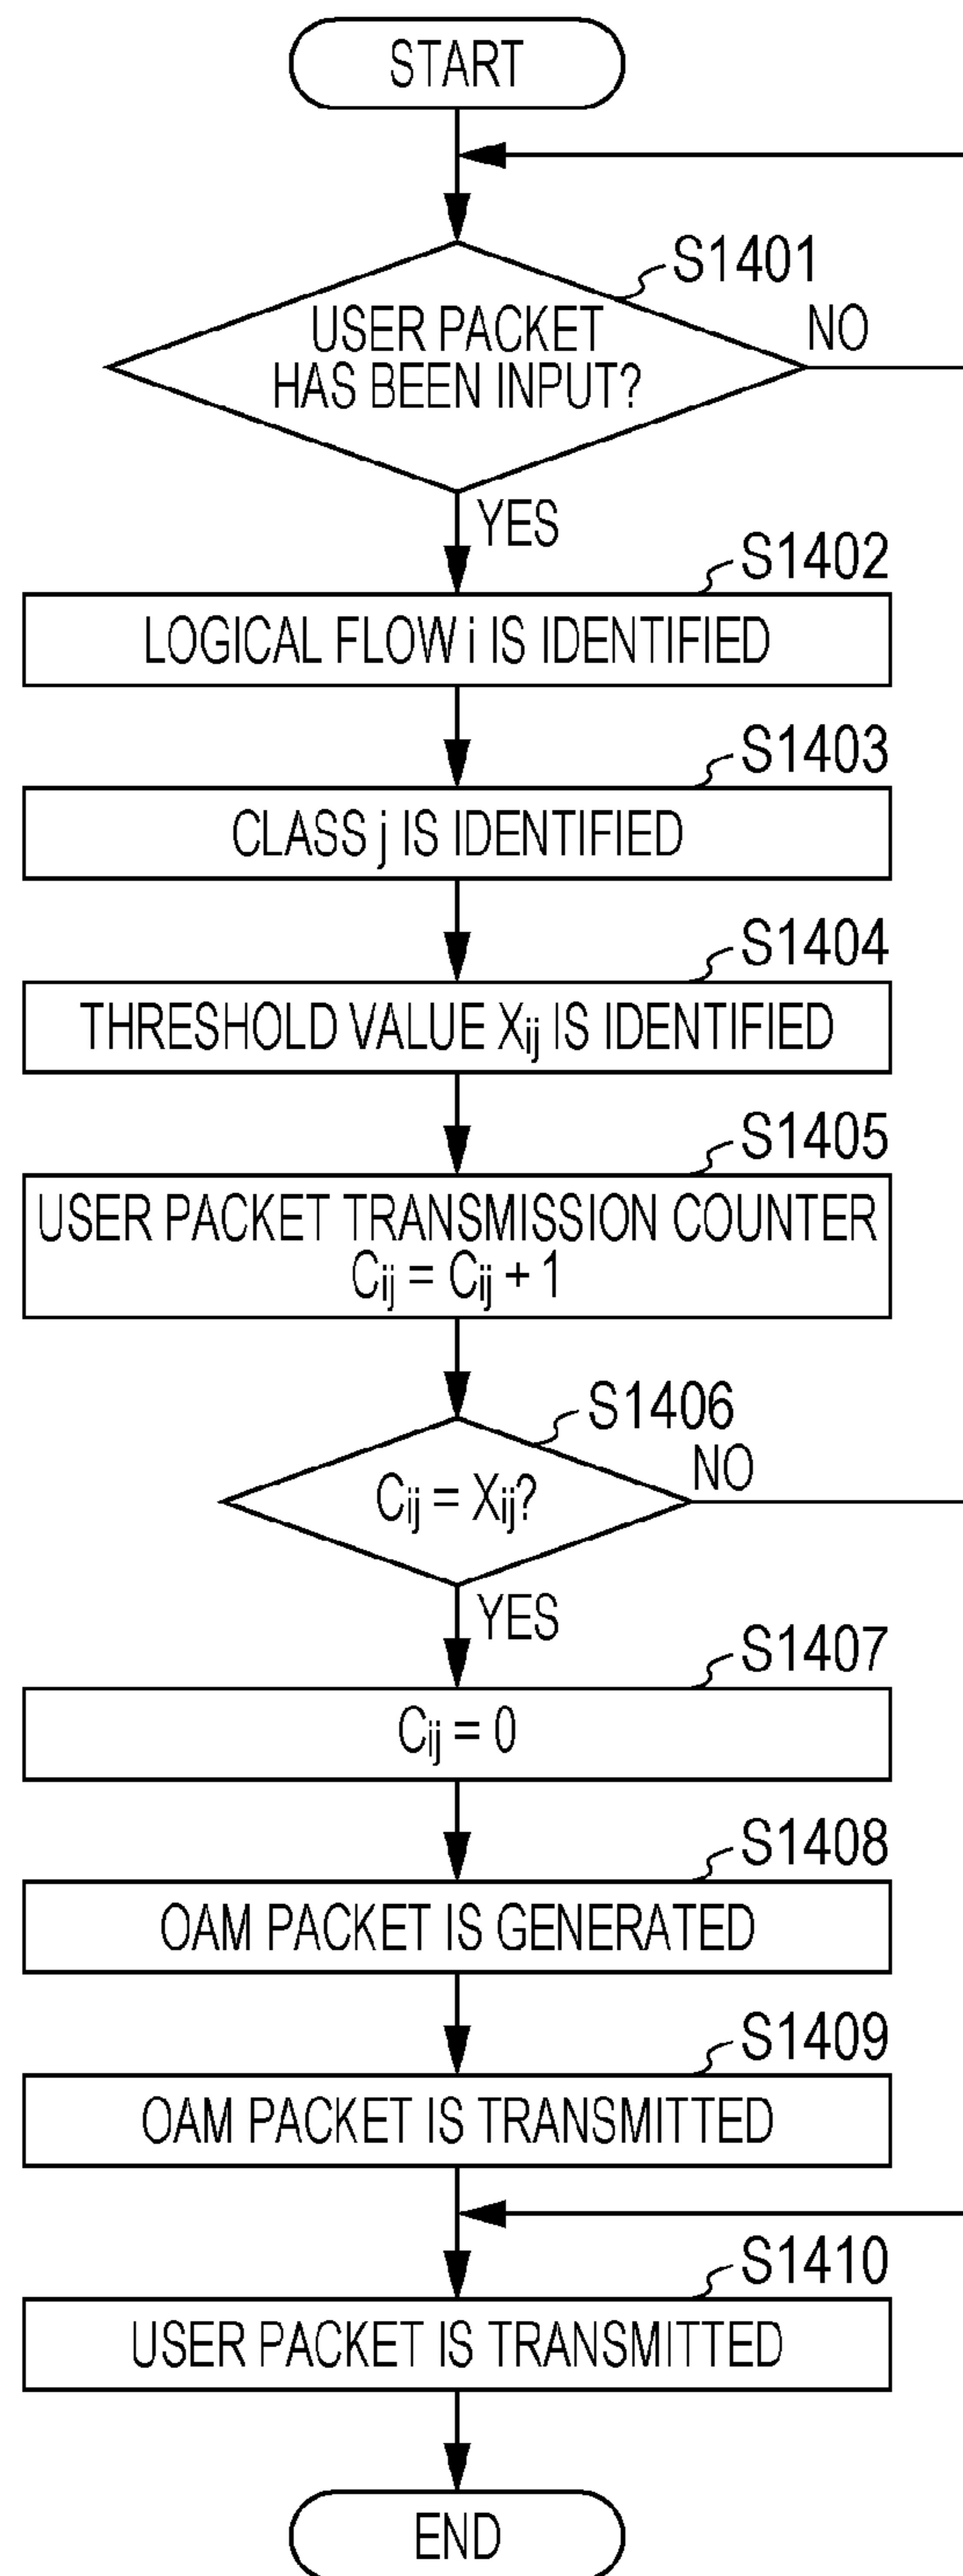 START
S1401
USER PACKET
HAS BEEN INPUT?
NO
YES
S1402
LOGICAL FLOW i IS IDENTIFIED
S1403
CLASS j IS IDENTIFIED
S1404
THRESHOLD VALUE Xij IS IDENTIFIED
S1405
USER PACKET TRANSMISSION COUNTER
Cij = Cij + 1
S1406
Cij = Xij?
NO
YES
S1407
Cij = 0
S1408
OAM PACKET IS GENERATED
S1409
OAM PACKET IS TRANSMITTED
S1410
USER PACKET IS TRANSMITTED
END